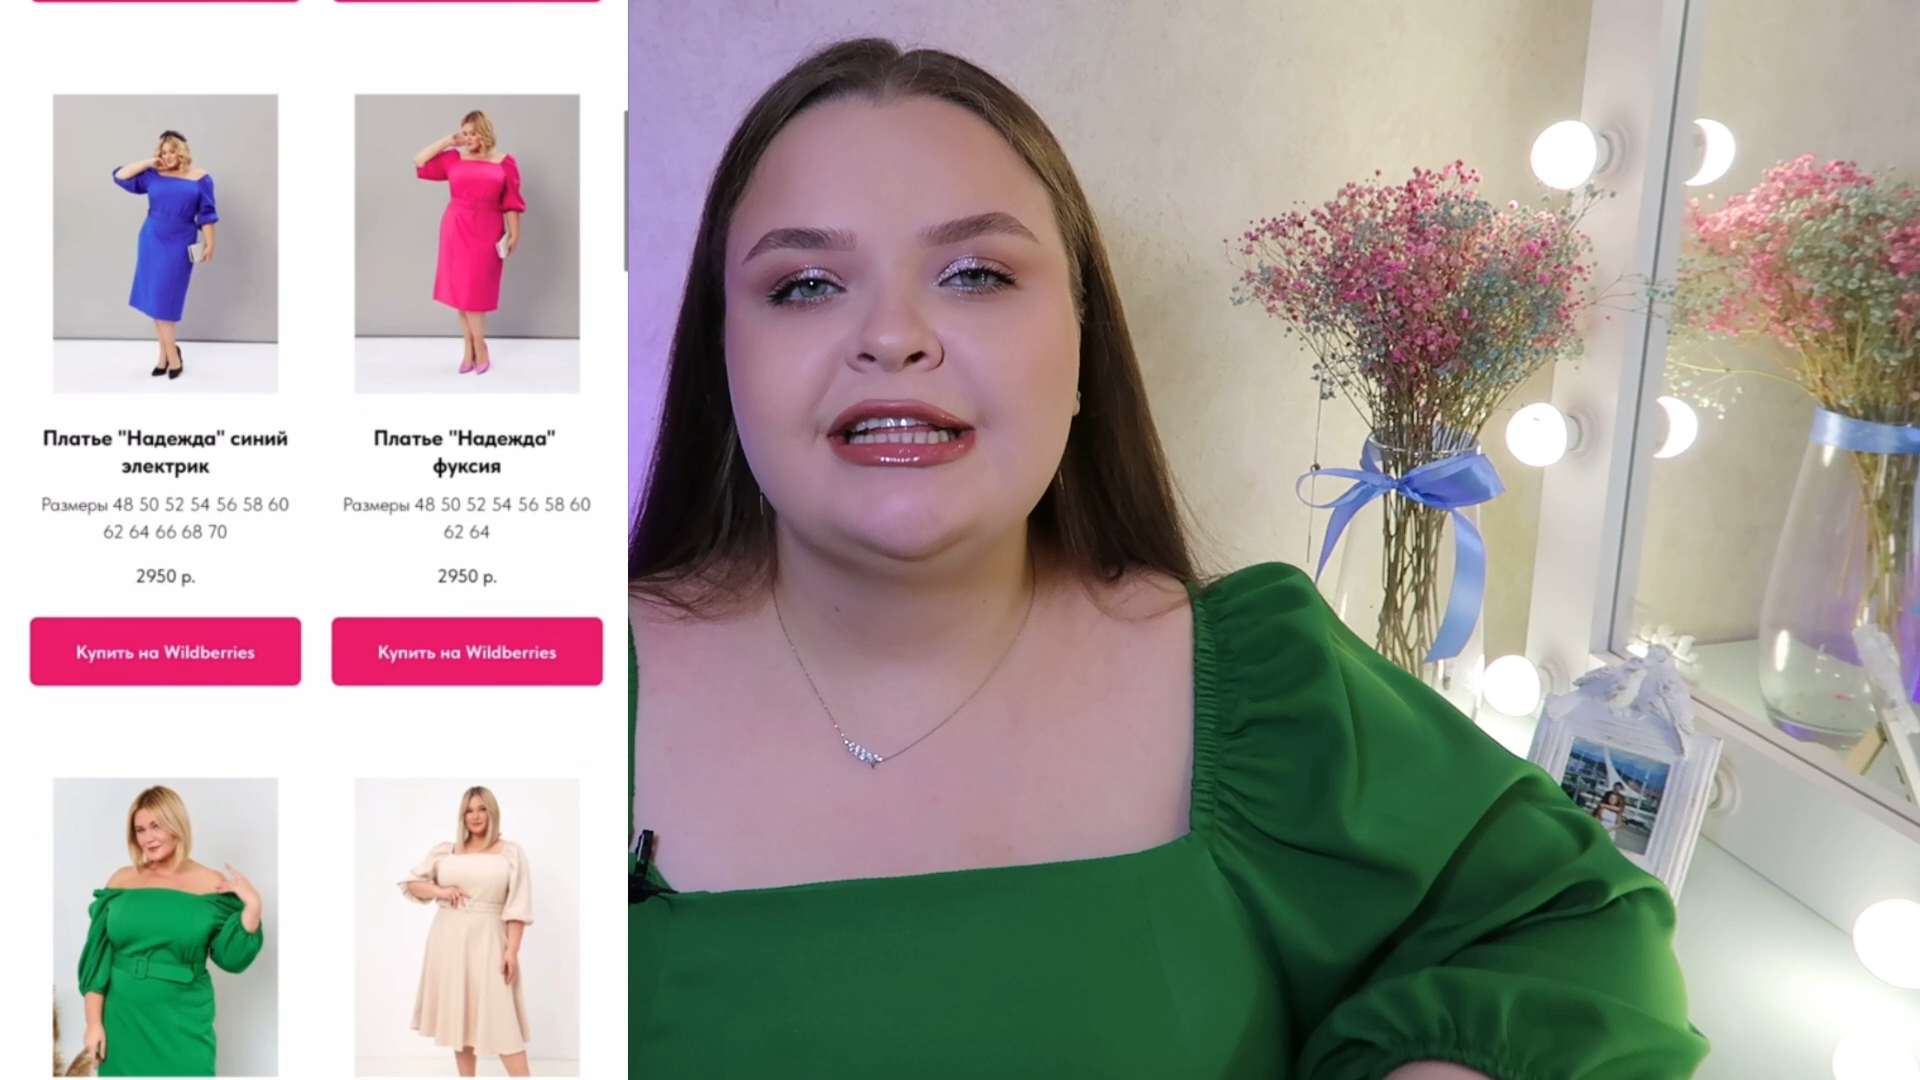 Платье "Надежда" синий
электрик
Размеры 48 50 52 54 56 58 60
62 64 66 68 70
2950 р.
Купить на Wildberries
Платье "Надежда"
фуксия
Размеры 48 50 52 54 56 58 60
62 64
2950 р.
Купить на Wildberries